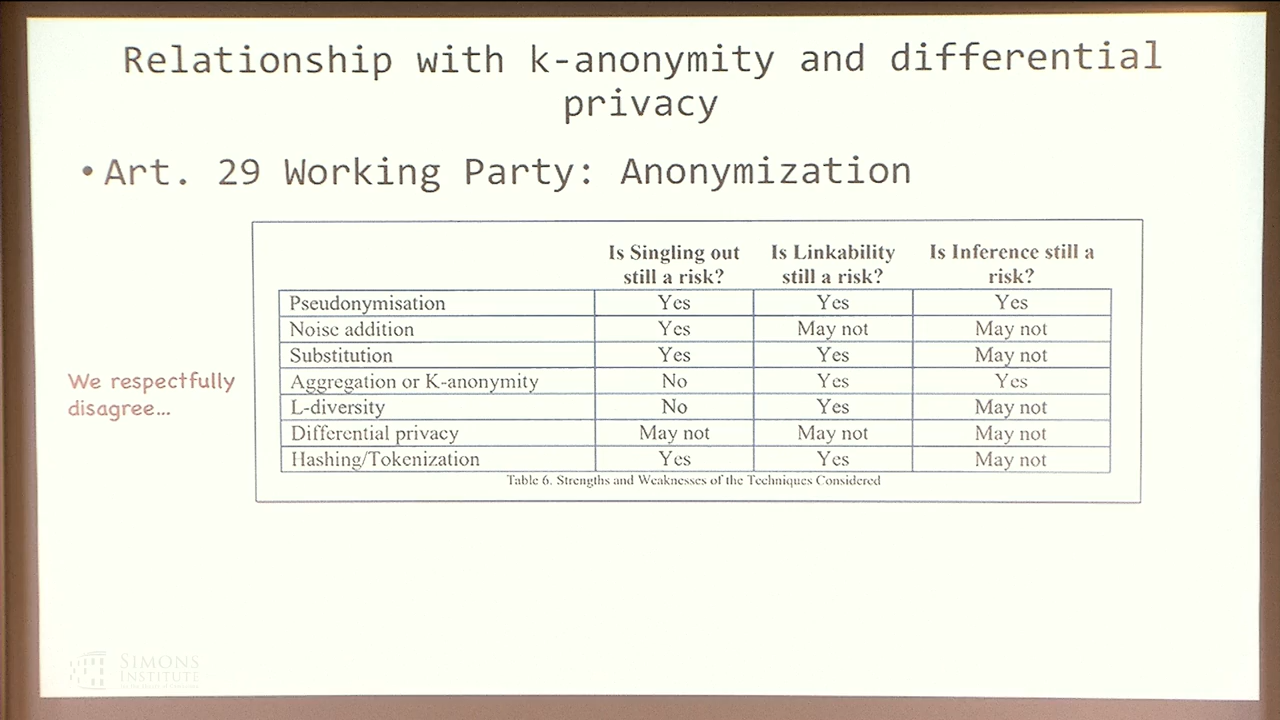 Relationship with k-anonymity and differential
privacy
• Art. 29 Working Party: Anonymization
Is Singling out still a risk? Is Linkability still a risk? Is Inference still a risk?
Pseudonymisation Yes Yes Yes
Noise addition Yes May not May not
Substitution Yes Yes May not
Aggregation or K-anonymity No Yes Yes
L-diversity No Yes May not
Differential privacy May not May not May not
Hashing/Tokenization Yes Yes May not
Table 6. Strengths and Weaknesses of the Techniques Considered
We respectfully
disagree...
SIMONS
INSTITUTE